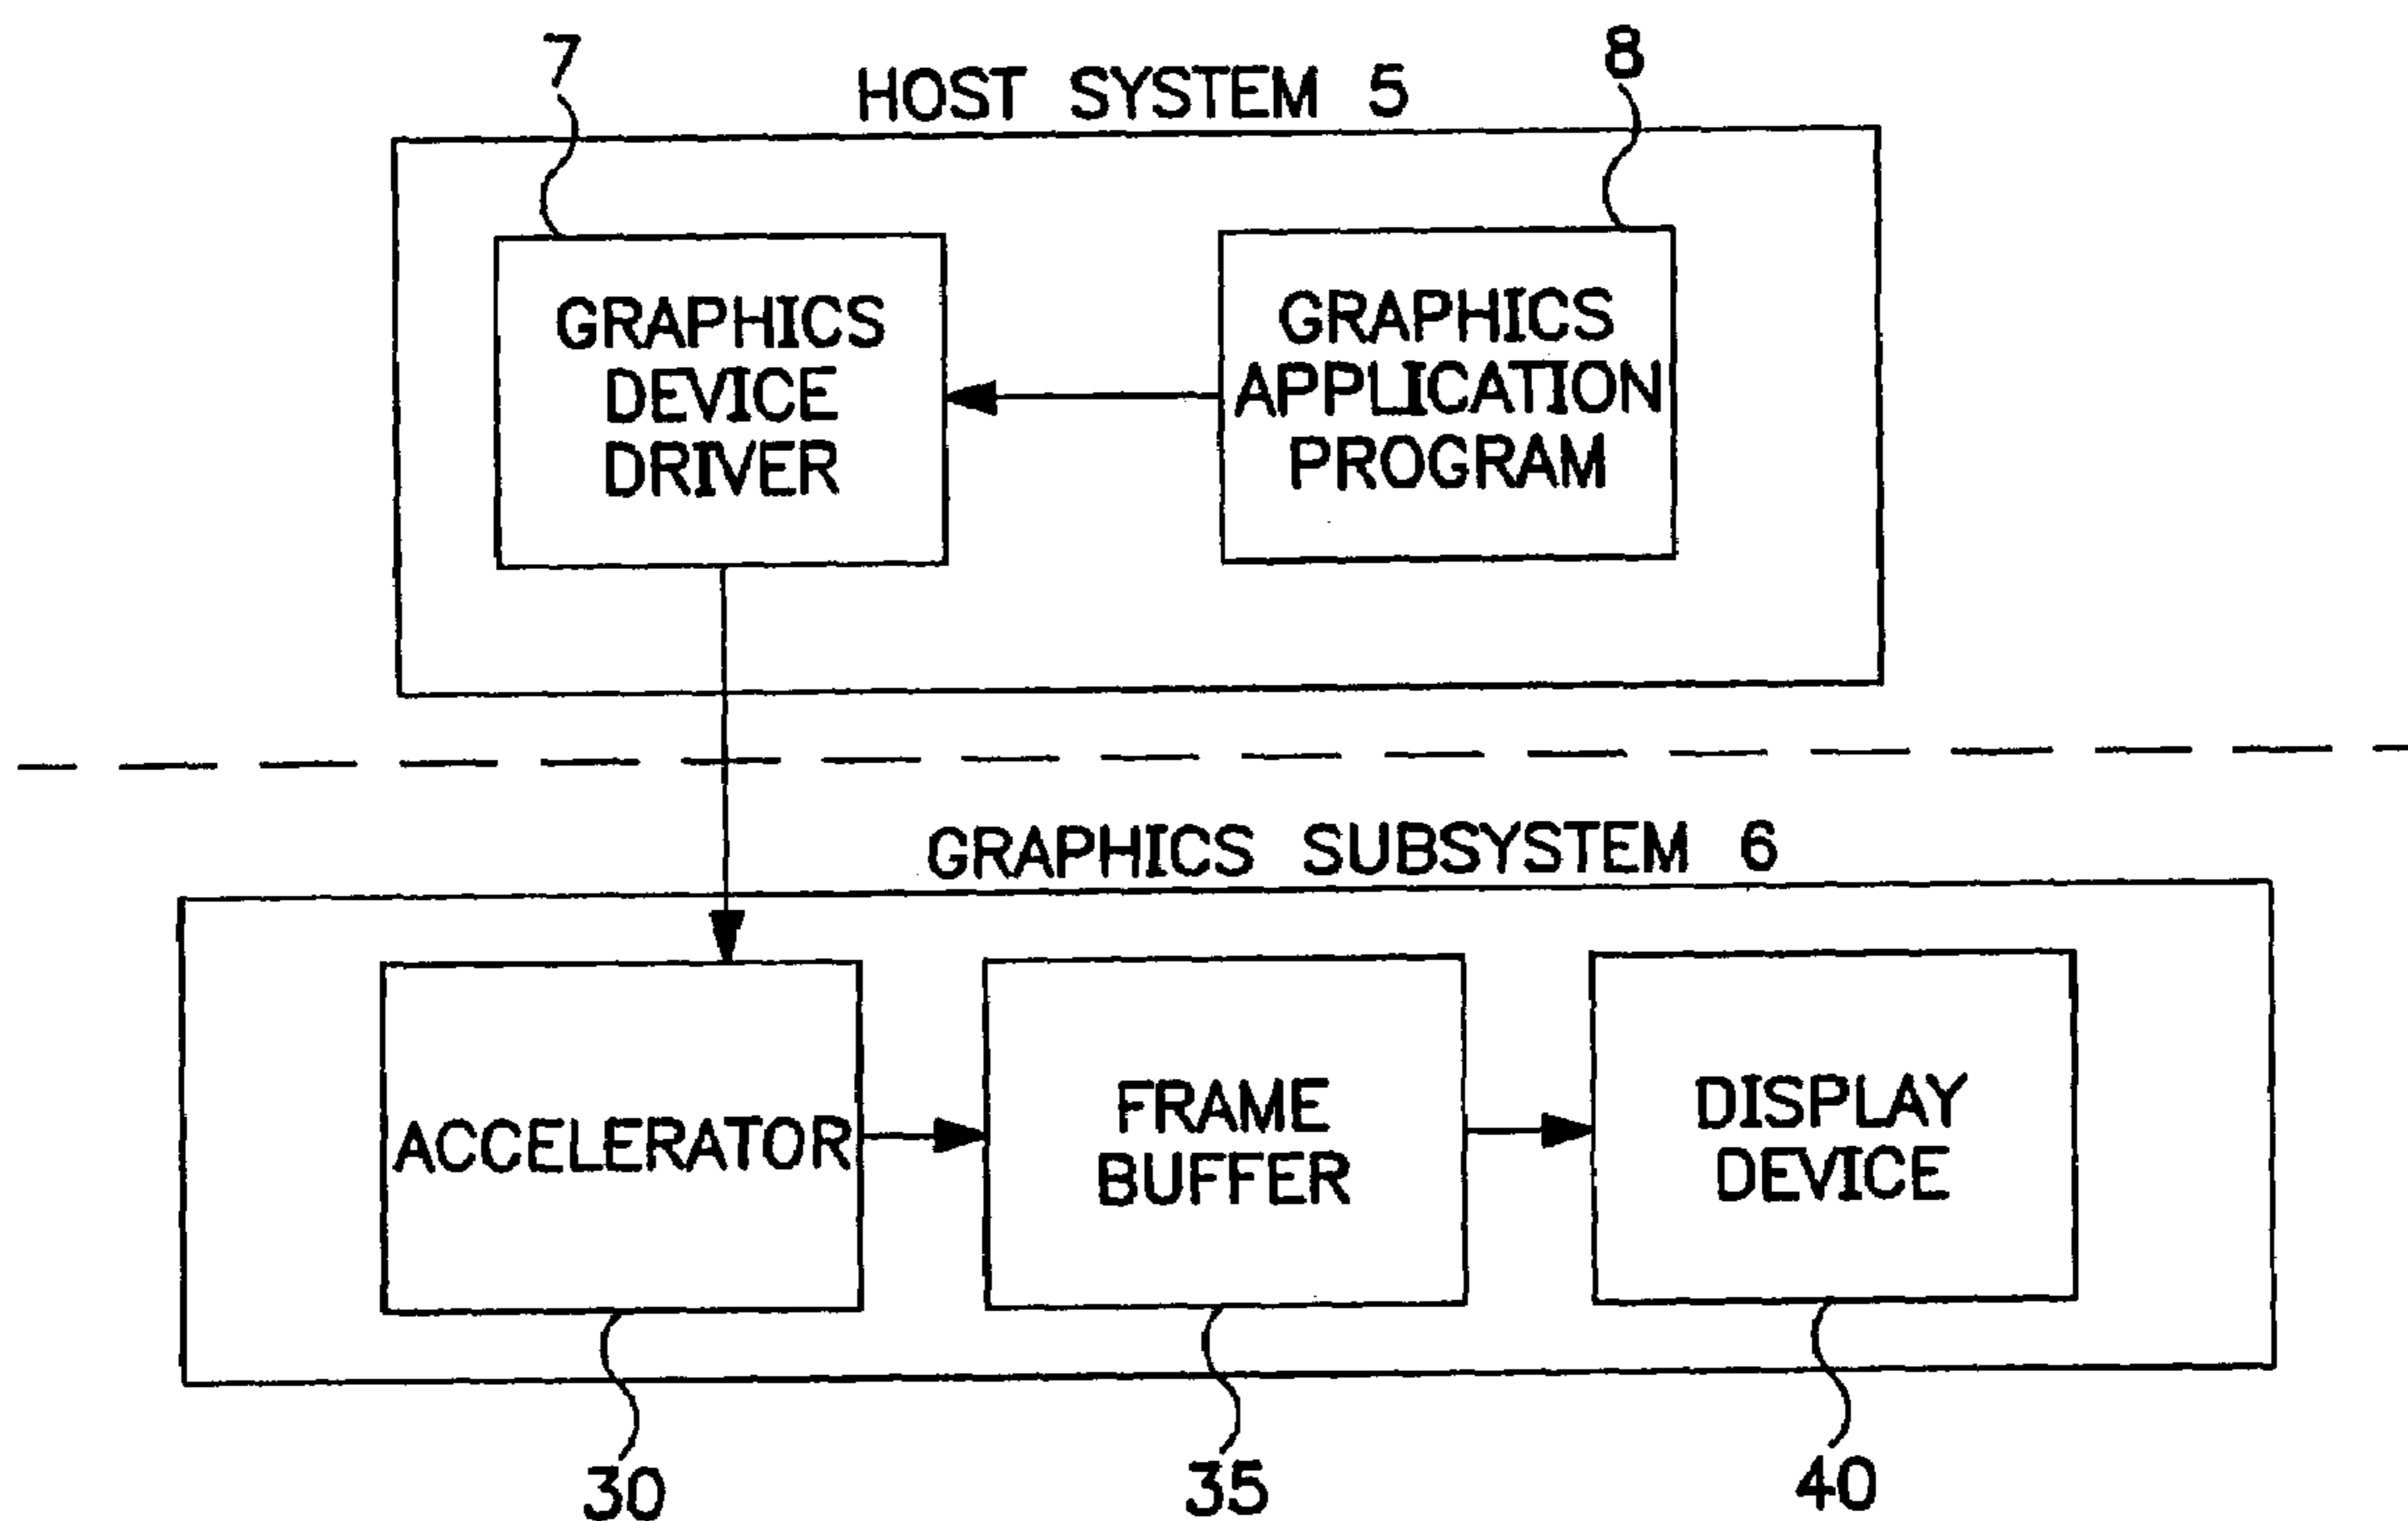 7
HOST SYSTEM 5
8
GRAPHICS
DEVICE
DRIVER
GRAPHICS
APPLICATION
PROGRAM
GRAPHICS SUBSYSTEM 6
ACCELERATOR
FRAME
BUFFER
DISPLAY
DEVICE
30
35
40